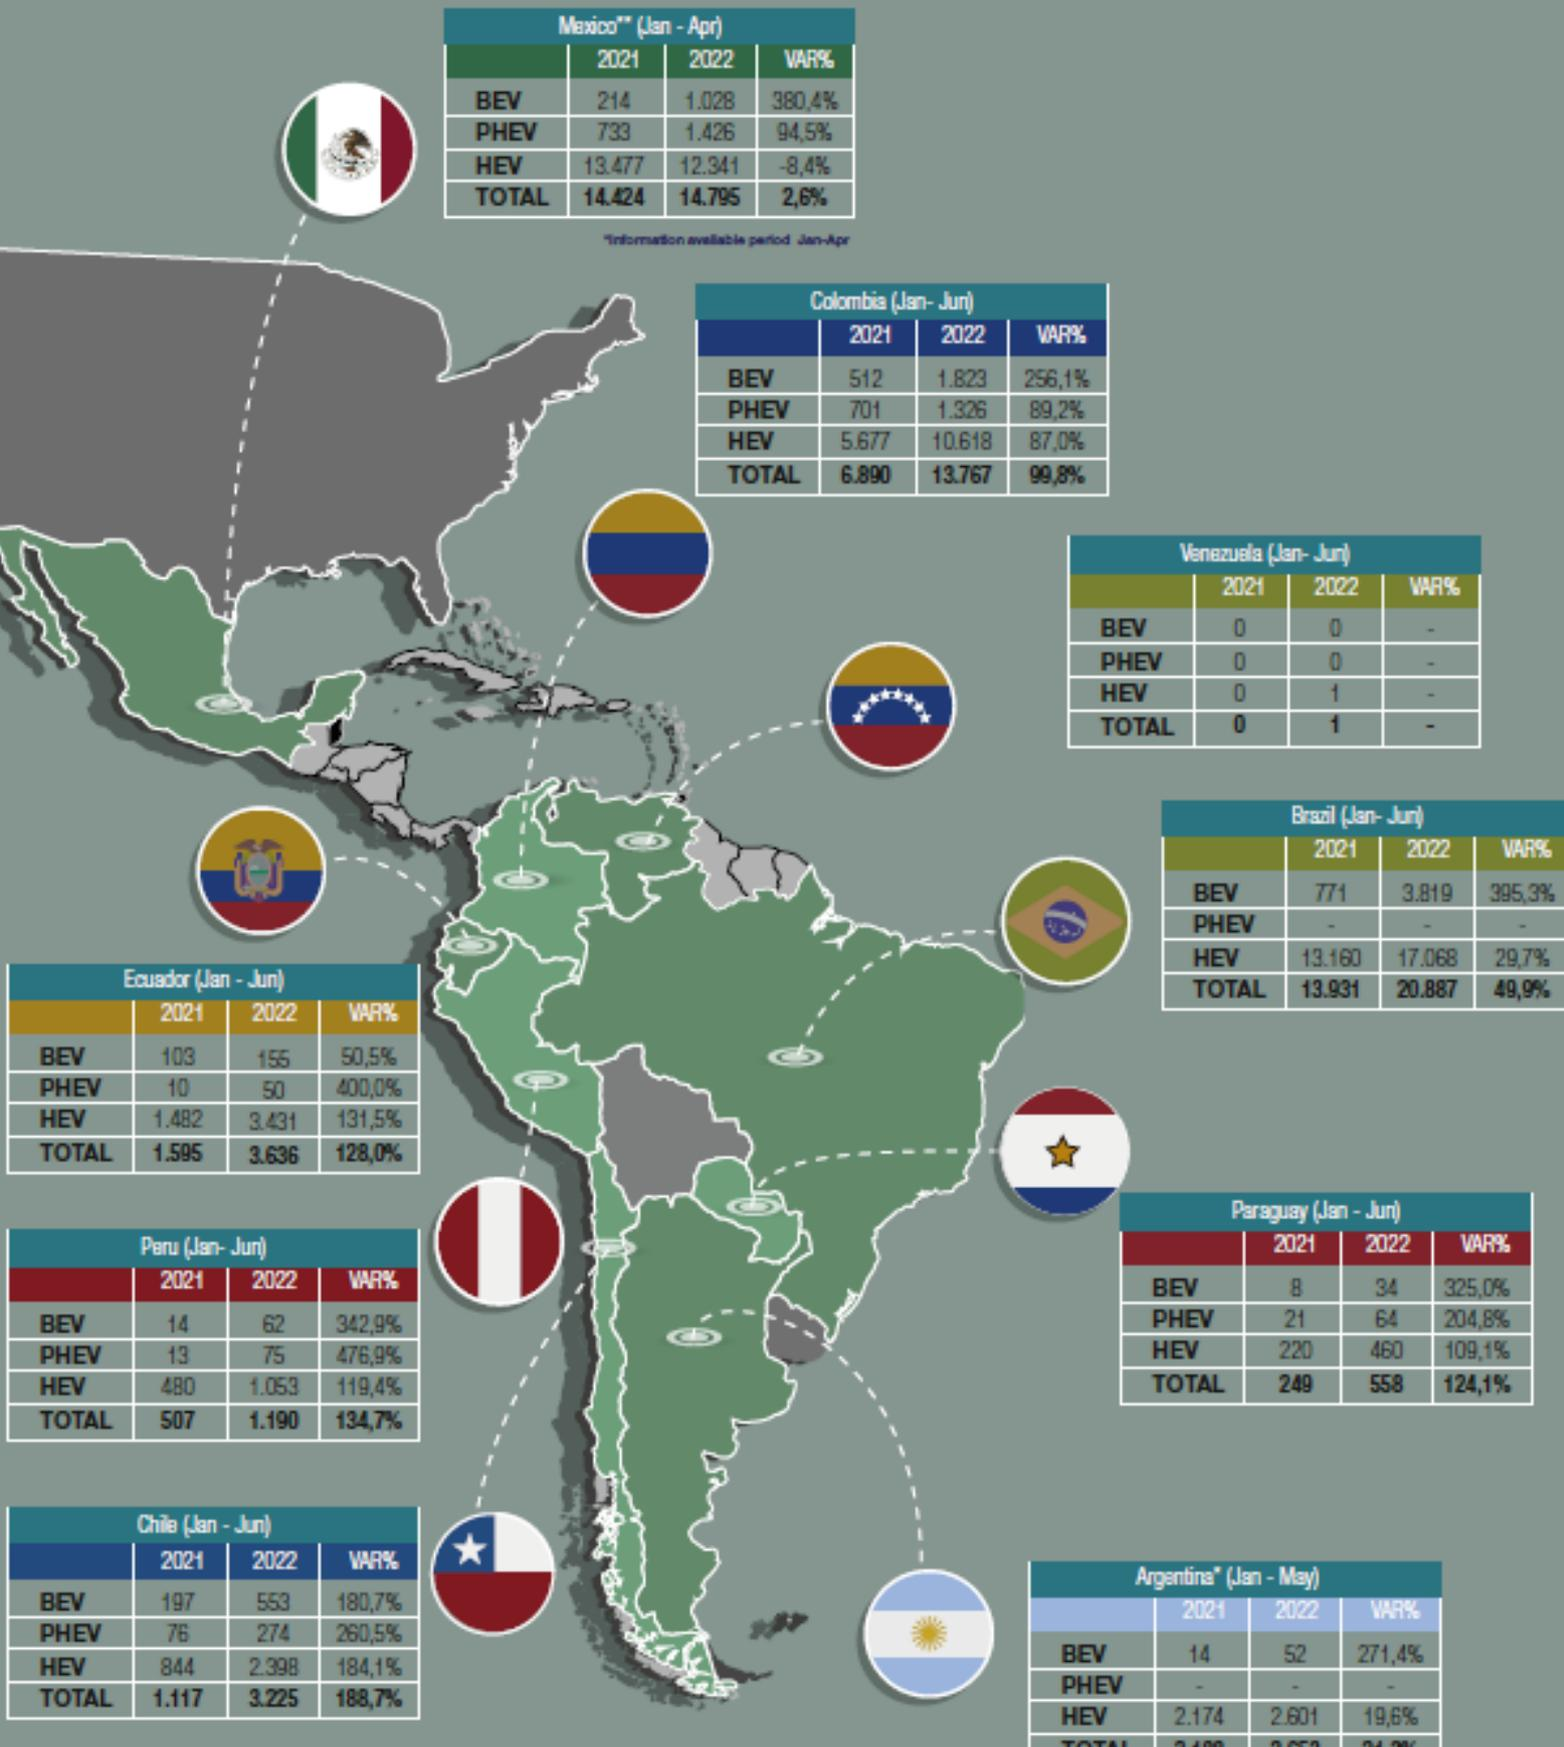 Mexico** (Jan - Apr)
2021 2022 VAR%
BEV 214 1.028 380,4%
PHEV 733 1.426 94,5%
HEV 13.477 12.341 -8,4%
TOTAL 14.424 14.795 2,6%
*Information available period Jan-Apr
Colombia (Jan- Jun)
2021 2022 VAR%
BEV 512 1.823 256,1%
PHEV 701 1.326 89,2%
HEV 5.677 10.618 87,0%
TOTAL 6.890 13.767 99,8%
Venezuela (Jan- Jun)
2021 2022 VAR%
BEV 0 0 -
PHEV 0 0 -
HEV 0 1 -
TOTAL 0 1 -
Brazil (Jan- Jun)
2021 2022 VAR%
BEV 771 3.819 395,3%
PHEV - - -
HEV 13.160 17.068 29,7%
TOTAL 13.931 20.887 49,9%
Ecuador (Jan - Jun)
2021 2022 VAR%
BEV 103 155 50,5%
PHEV 10 50 400,0%
HEV 1.482 3.431 131,5%
TOTAL 1.595 3.636 128,0%
Paraguay (Jan - Jun)
2021 2022 VAR%
BEV 8 34 325,0%
PHEV 21 64 204,8%
HEV 220 460 109,1%
TOTAL 249 558 124,1%
Peru (Jan- Jun)
2021 2022 VAR%
BEV 14 62 342,9%
PHEV 13 75 476,9%
HEV 480 1.053 119,4%
TOTAL 507 1.190 134,7%
Chile (Jan - Jun)
2021 2022 VAR%
BEV 197 553 180,7%
PHEV 76 274 260,5%
HEV 844 2.398 184,1%
TOTAL 1.117 3.225 188,7%
Argentina* (Jan - May)
2021 2022 VAR%
BEV 14 52 271,4%
PHEV - - -
HEV 2.174 2.601 19,6%
TOTAL